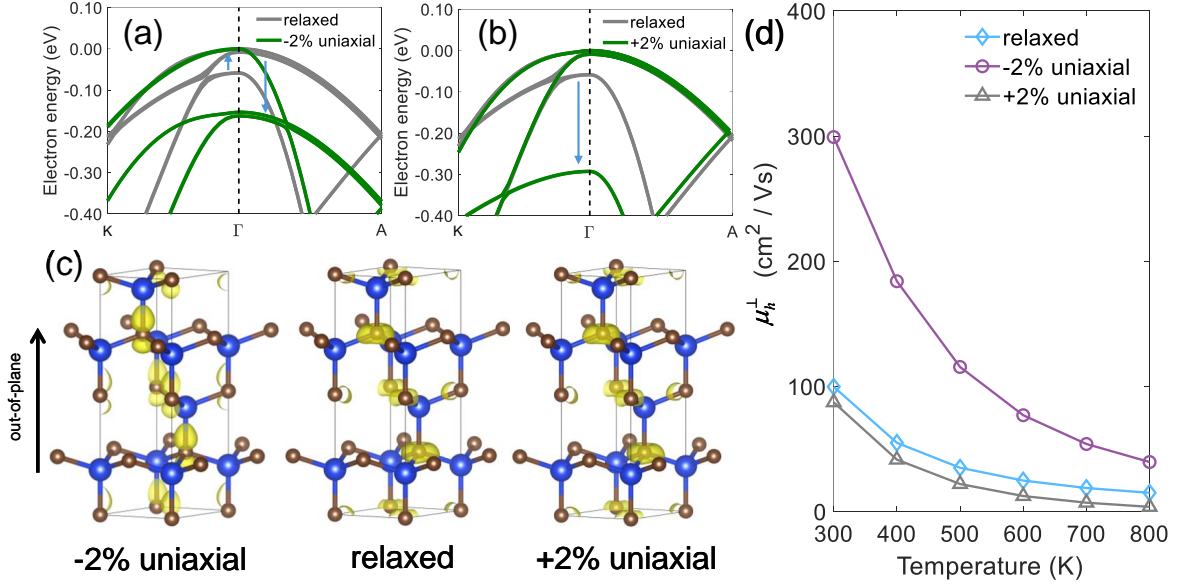 (a)
relaxed
-2% uniaxial
Electron energy (eV)
0.10
0.00
-0.10
-0.20
-0.30
-0.40
K
Γ
A
(b)
relaxed
+2% uniaxial
Electron energy (eV)
0.10
0.00
-0.10
-0.20
-0.30
-0.40
K
Γ
A
(c)
out-of-plane
-2% uniaxial
relaxed
+2% uniaxial
(d)
relaxed
-2% uniaxial
+2% uniaxial
μₕ^⊥ (cm² / Vs)
400
300
200
100
0
300 400 500 600 700 800
Temperature (K)